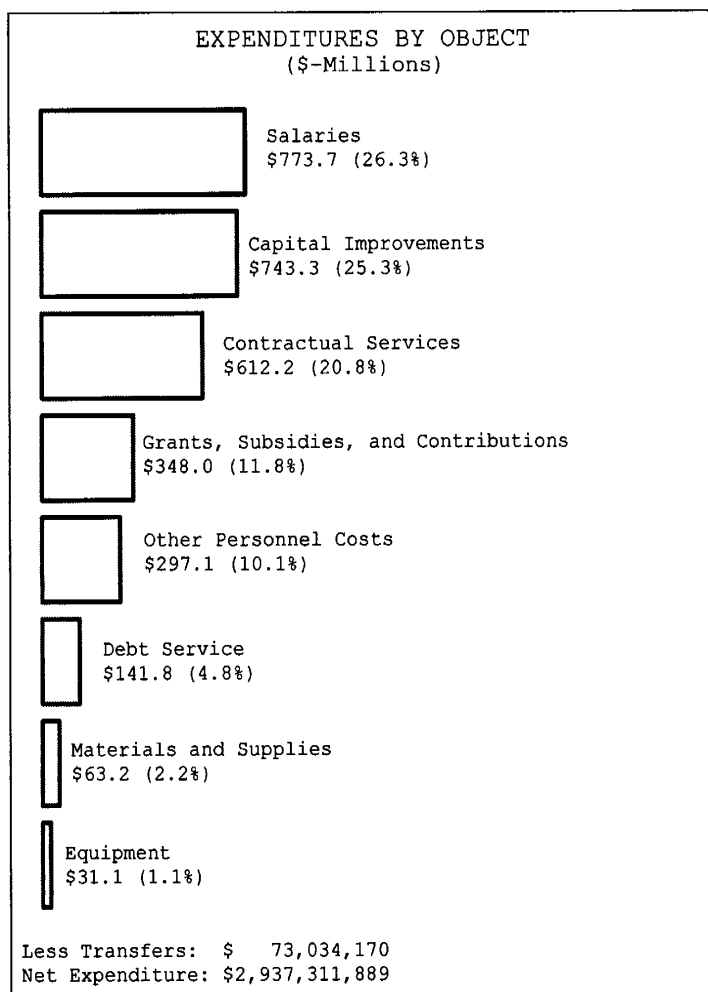 EXPENDITURES BY OBJECT
($-Millions)
Salaries
$773.7 (26.3%)
Capital Improvements
$743.3 (25.3%)
Contractual Services
$612.2 (20.8%)
Grants, Subsidies, and Contributions
$348.0 (11.8%)
Other Personnel Costs
$297.1 (10.1%)
Debt Service
$141.8 (4.8%)
Materials and Supplies
$63.2 (2.2%)
Equipment
$31.1 (1.1%)
Less Transfers: $ 73,034,170
Net Expenditure: $2,937,311,889